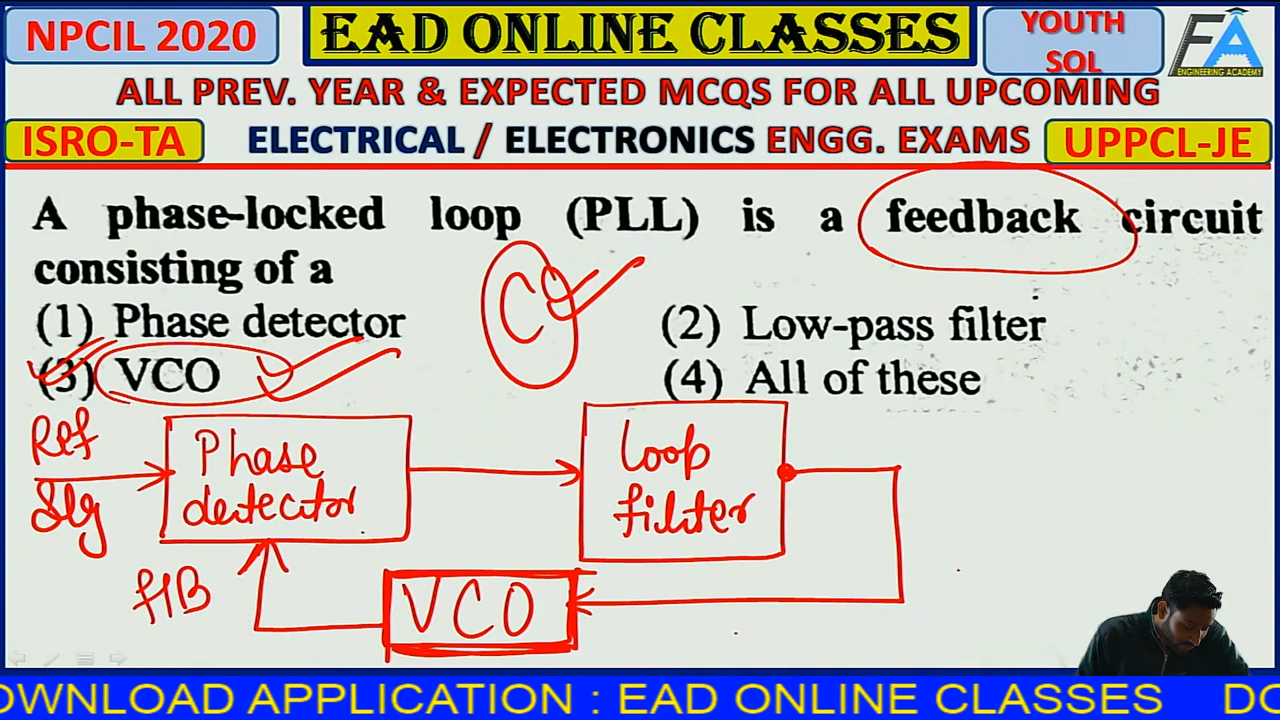 NPCIL 2020
EAD ONLINE CLASSES
YOUTH
SOL
EA
ENGINEERING ACADEMY
ALL PREV. YEAR & EXPECTED MCQS FOR ALL UPCOMING
ISRO-TA
ELECTRICAL / ELECTRONICS ENGG. EXAMS
UPPCL-JE
A phase-locked loop (PLL) is a feedback circuit
consisting of a
(1) Phase detector
(2) Low-pass filter
(3) VCO
(4) All of these
C
Ref
Phase
detector
Loop
filter
VCO
OWNLOAD APPLICATION : EAD ONLINE CLASSES DO